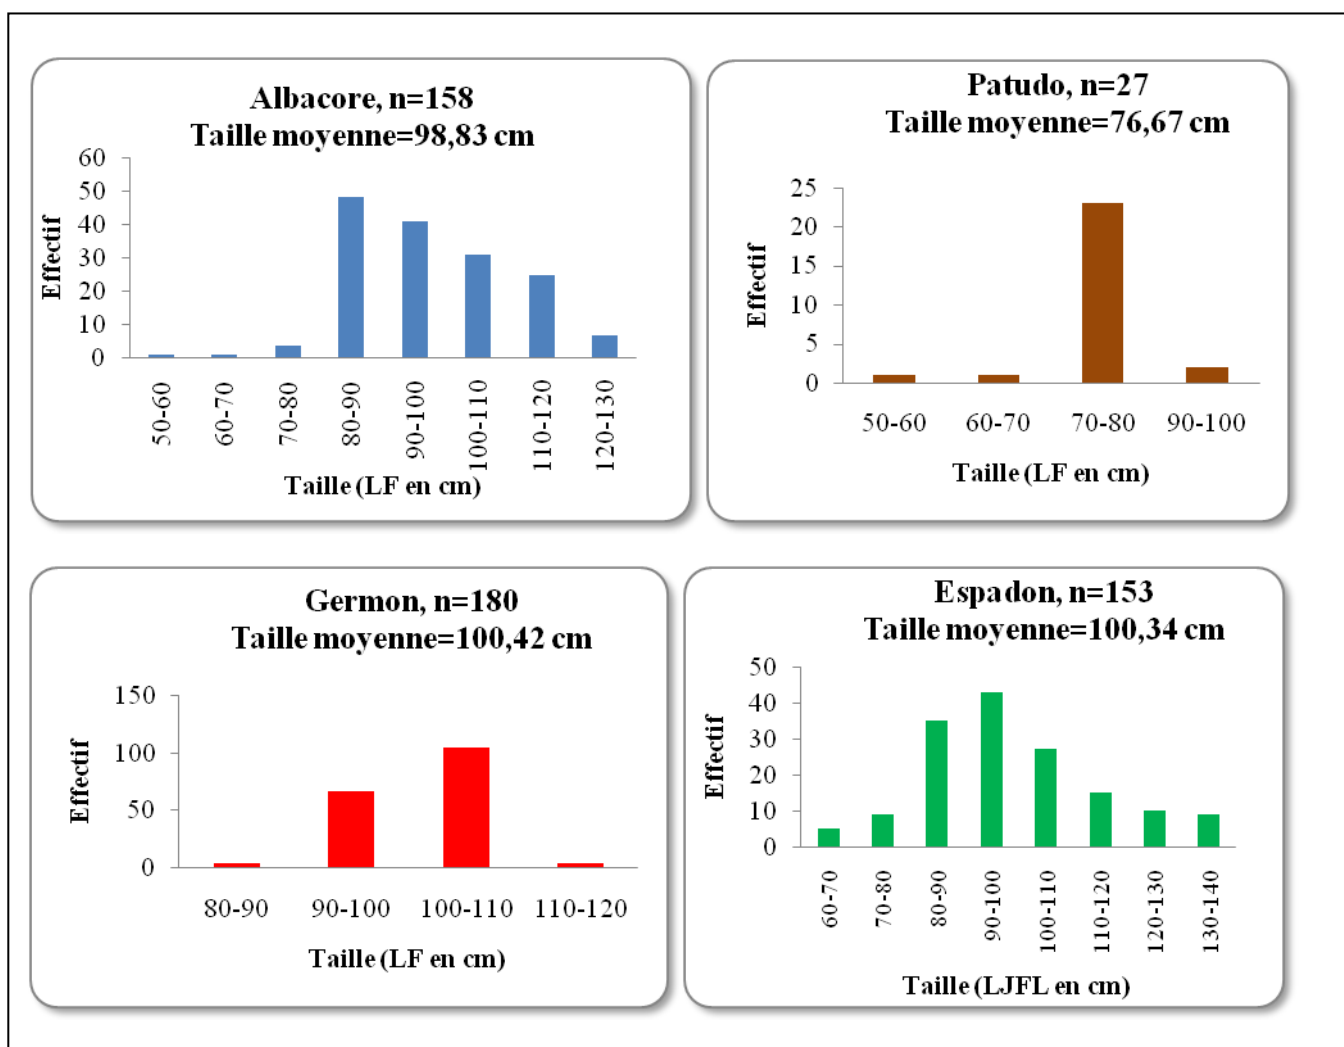 Albacore, n=158
Taille moyenne=98,83 cm
60
50
40
30
20
10
0
Effectif
50-60
60-70
70-80
80-90
90-100
100-110
110-120
120-130
Taille (LF en cm)
Patudo, n=27
Taille moyenne=76,67 cm
25
20
15
10
5
0
Effectif
50-60 60-70 70-80 90-100
Taille (LF en cm)
Germon, n=180
Taille moyenne=100,42 cm
150
100
50
0
Effectif
80-90 90-100 100-110 110-120
Taille (LF en cm)
Espadon, n=153
Taille moyenne=100,34 cm
50
40
30
20
10
0
Effectif
60-70
70-80
80-90
90-100
100-110
110-120
120-130
130-140
Taille (LJFL en cm)